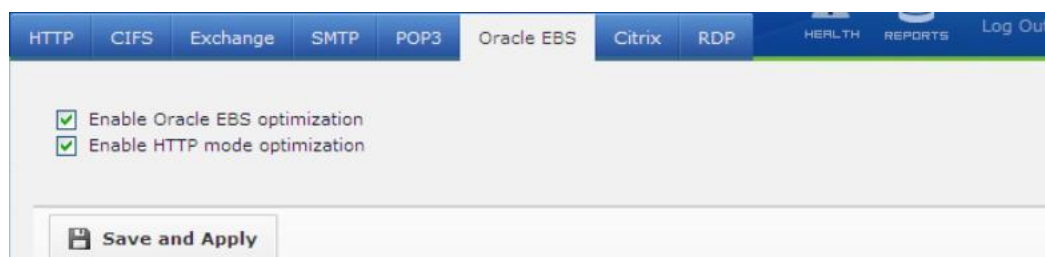 HTTP CIFS Exchange SMTP POP3 Oracle EBS Citrix RDP HEALTH REPORTS Log Out
Enable Oracle EBS optimization
Enable HTTP mode optimization
Save and Apply